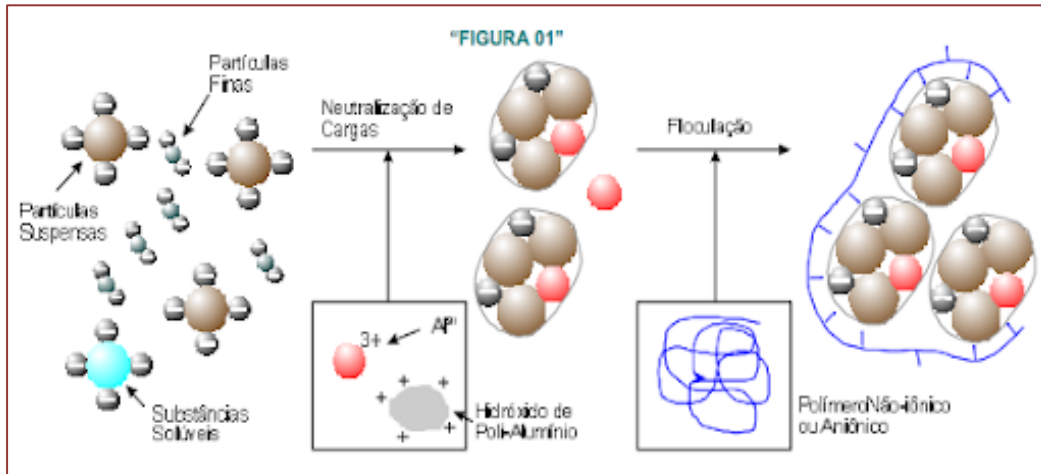 "FIGURA 01"
Partículas
Finas
Neutralização de
Cargas
Floculação
Partículas
Suspensas
3+
Hidróxido de
Poli-Alumínio
Substâncias
Solúveis
PolímeroNão-iônico
ou Aniônico